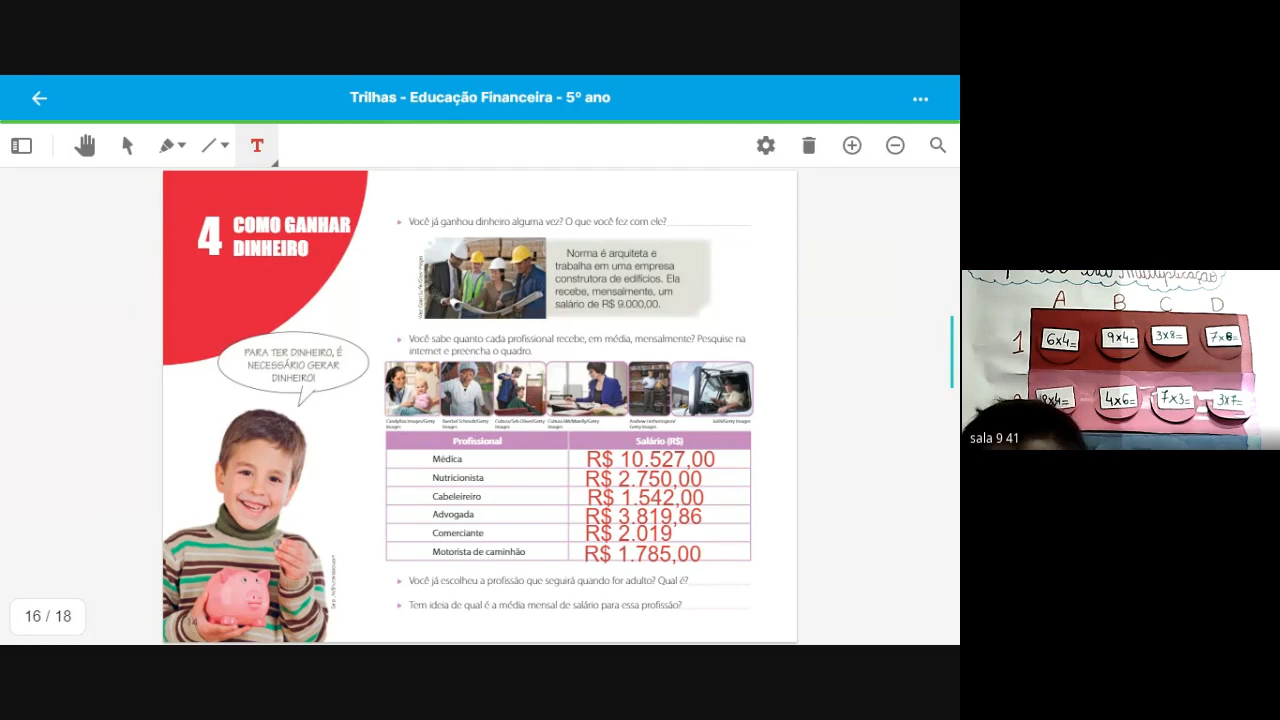 Trilhas - Educação Financeira - 5º ano
T
4 COMO GANHAR
DINHEIRO
PARA TER DINHEIRO, É
NECESSÁRIO GERAR
DINHEIRO!
14
Você já ganhou dinheiro alguma vez? O que você fez com ele?
Norma é arquiteta e
trabalha em uma empresa
construtora de edifícios. Ela
recebe, mensalmente, um
salário de R$ 9.000,00.
Você sabe quanto cada profissional recebe, em média, mensalmente? Pesquise na
internet e preencha o quadro.
Profissional Salário (R$)
Médica R$ 10.527,00
Nutricionista R$ 2.750,00
Cabeleireiro R$ 1.542,00
Advogada R$ 3.819,86
Comerciante R$ 2.019
Motorista de caminhão R$ 1.785,00
Você já escolheu a profissão que seguirá quando for adulto? Qual é?
Tem ideia de qual é a média mensal de salário para essa profissão?
16 / 18
Multiplicação
A B C D
1 6x4= 9x4= 3x8= 7x8=
8x4= 4x6= 7x3= 3x7=
sala 9 41